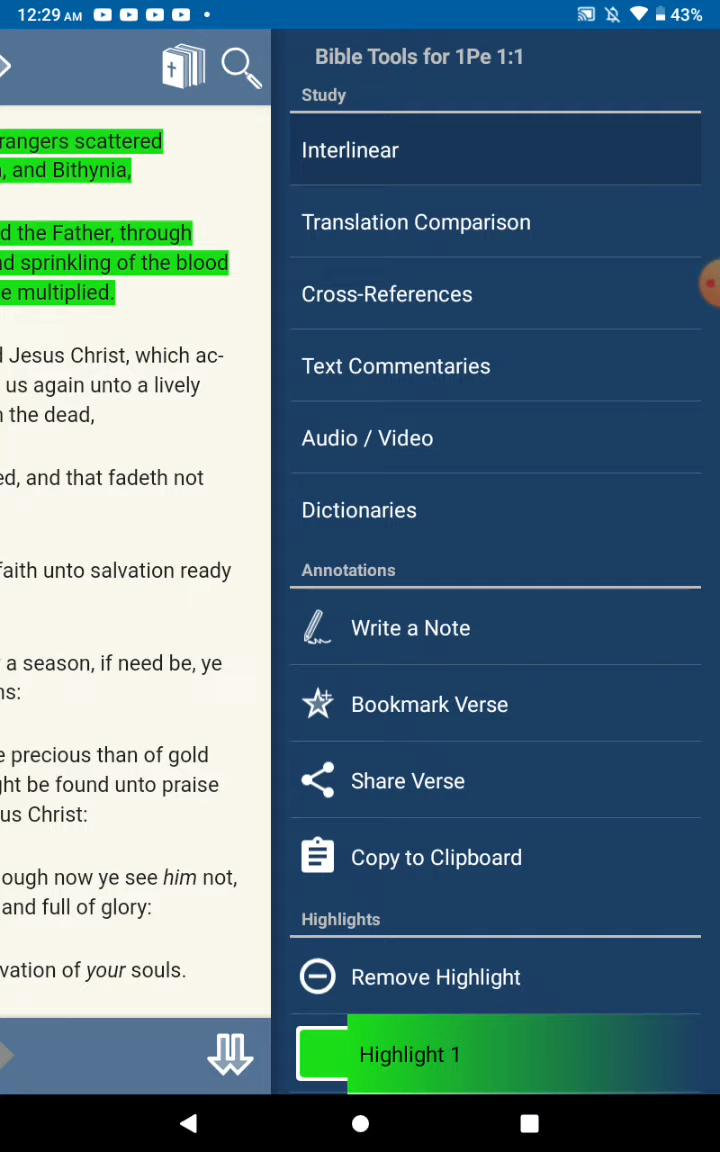 12:29 AM
43%
Bible Tools for 1Pe 1:1
Study
Interlinear
Translation Comparison
Cross-References
Text Commentaries
Audio / Video
Dictionaries
Annotations
Write a Note
Bookmark Verse
Share Verse
Copy to Clipboard
Highlights
Remove Highlight
Highlight 1
rangers scattered
, and Bithynia,
d the Father, through
nd sprinkling of the blood
e multiplied.
Jesus Christ, which ac-
us again unto a lively
the dead,
ed, and that fadeth not
faith unto salvation ready
a season, if need be, ye
ns:
e precious than of gold
ght be found unto praise
us Christ:
ough now ye see him not,
and full of glory:
vation of your souls.